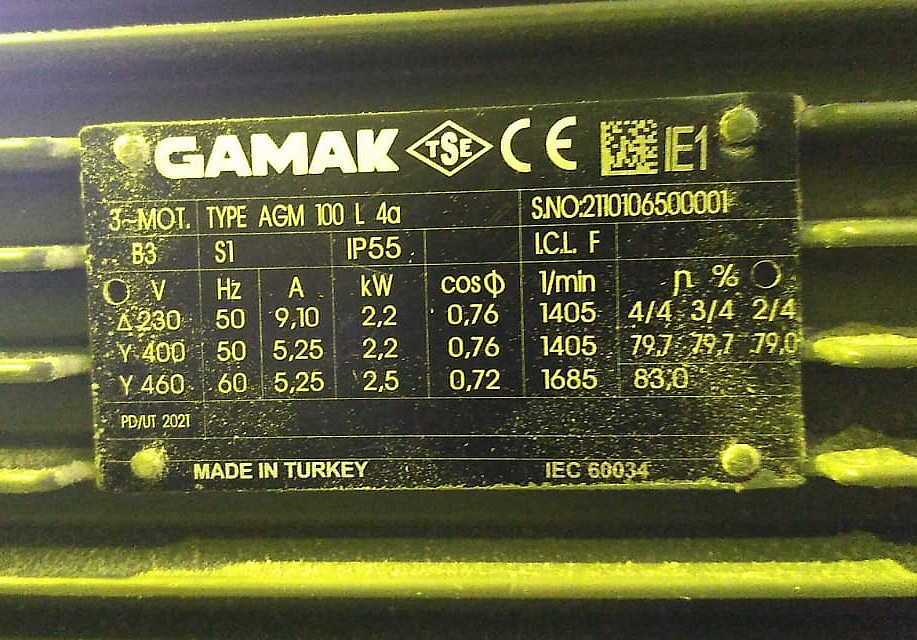 GAMAK TSE CE IE1
3~MOT. TYPE AGM 100 L 4a S.NO:2110106500001
B3 S1 IP55 I.C.L. F
V Hz A kW cosϕ 1/min η %
Δ 230 50 9,10 2,2 0,76 1405 4/4 3/4 2/4
Y 400 50 5,25 2,2 0,76 1405 79,7 79,7 79,0
Y 460 60 5,25 2,5 0,72 1685 83,0
PD/UT 2021
MADE IN TURKEY IEC 60034